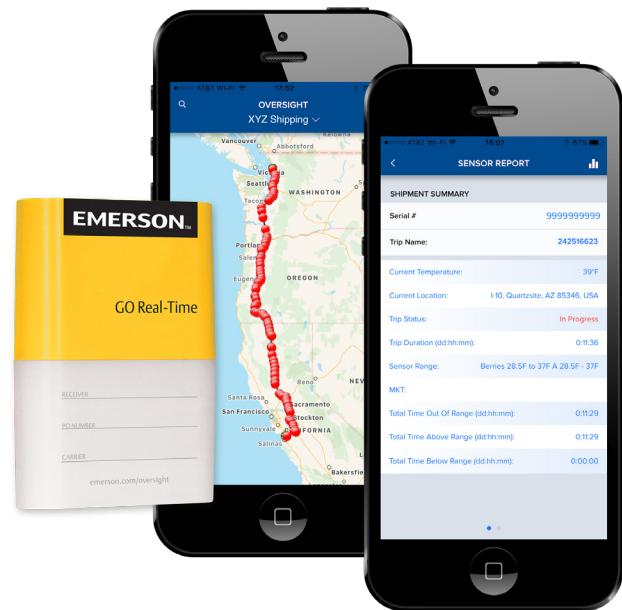 EMERSON™
GO Real-Time
RECEIVER
PO NUMBER
CARRIER
emerson.com/oversight
AT&T Wi-Fi 17:52
OVERSIGHT
XYZ Shipping
Kelowna
Vancouver
Abbotsford
Victoria
Seattle
WASHINGTON
Tacoma
Portland
Salem
Eugene
OREGON
Reno
Santa Rosa
Sacramento
San Francisco
Stockton
Sunnyvale
CALIFORNIA
Salinas
Bakersfie
AT&T Wi-Fi 18:01 67%
SENSOR REPORT
SHIPMENT SUMMARY
Serial # 9999999999
Trip Name: 242516623
Current Temperature: 39°F
Current Location: I-10, Quartzsite, AZ 85346, USA
Trip Status: In Progress
Trip Duration (dd:hh:mm): 0:11:36
Sensor Range: Berries 28.5F to 37F A 28.5F - 37F
MKT:
Total Time Out Of Range (dd:hh:mm): 0:11:29
Total Time Above Range (dd:hh:mm): 0:11:29
Total Time Below Range (dd:hh:mm): 0:00:00